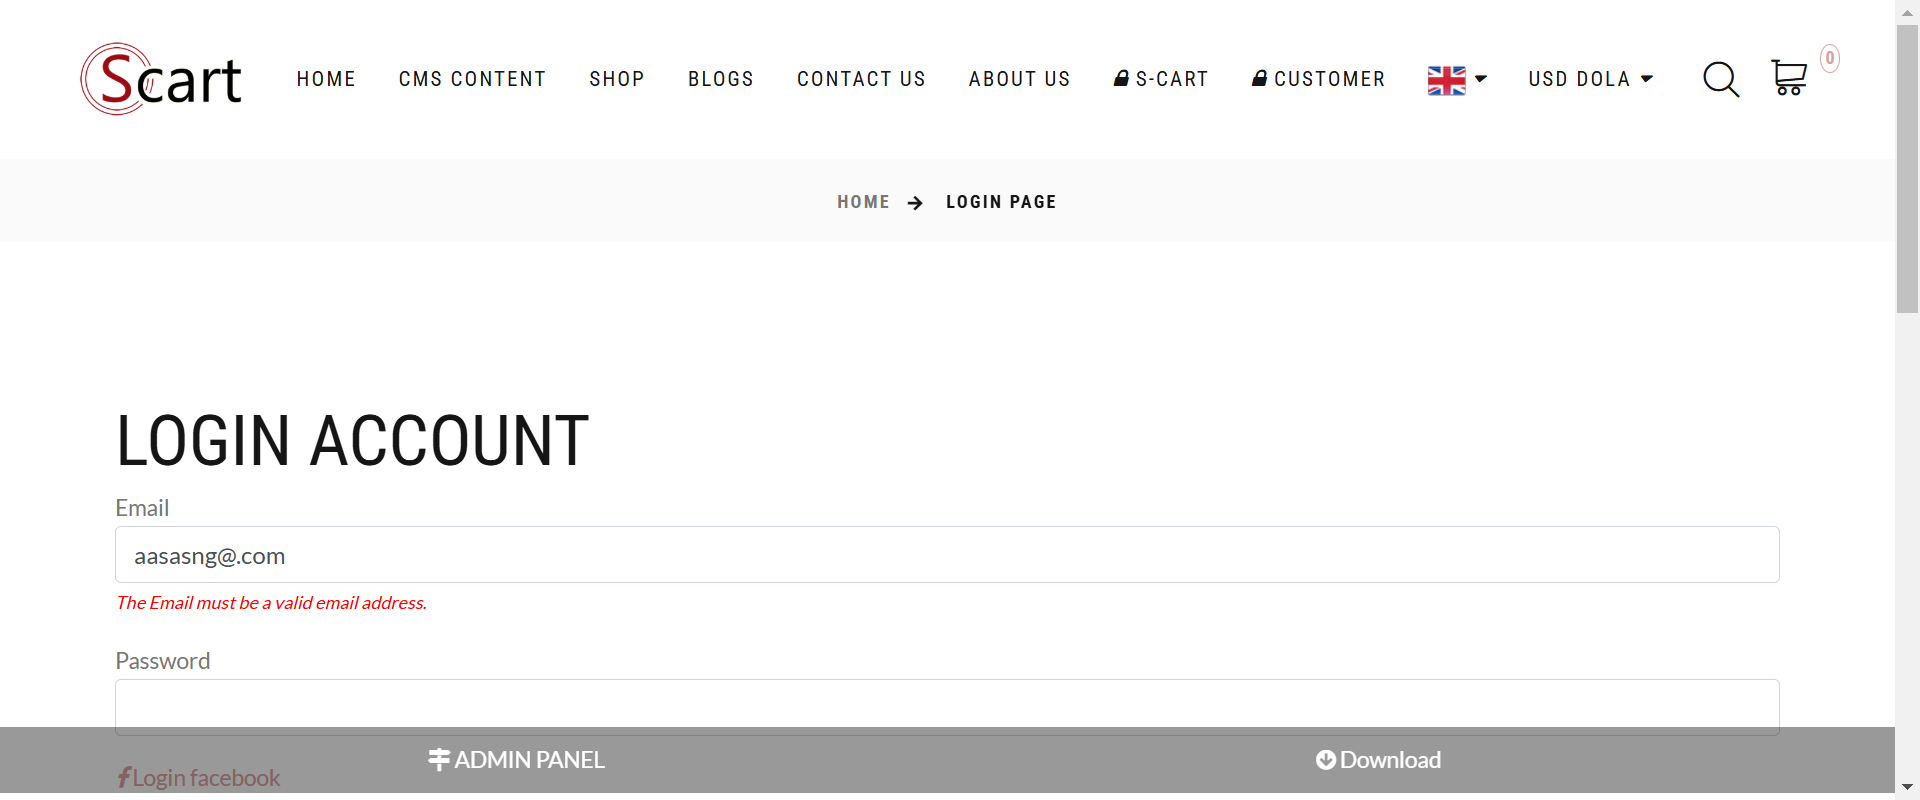 Scart HOME CMS CONTENT SHOP BLOGS CONTACT US ABOUT US S-CART CUSTOMER USD DOLA 0
HOME LOGIN PAGE
LOGIN ACCOUNT
Email
aasasng@.com
The Email must be a valid email address.
Password
ADMIN PANEL Download
Login facebook